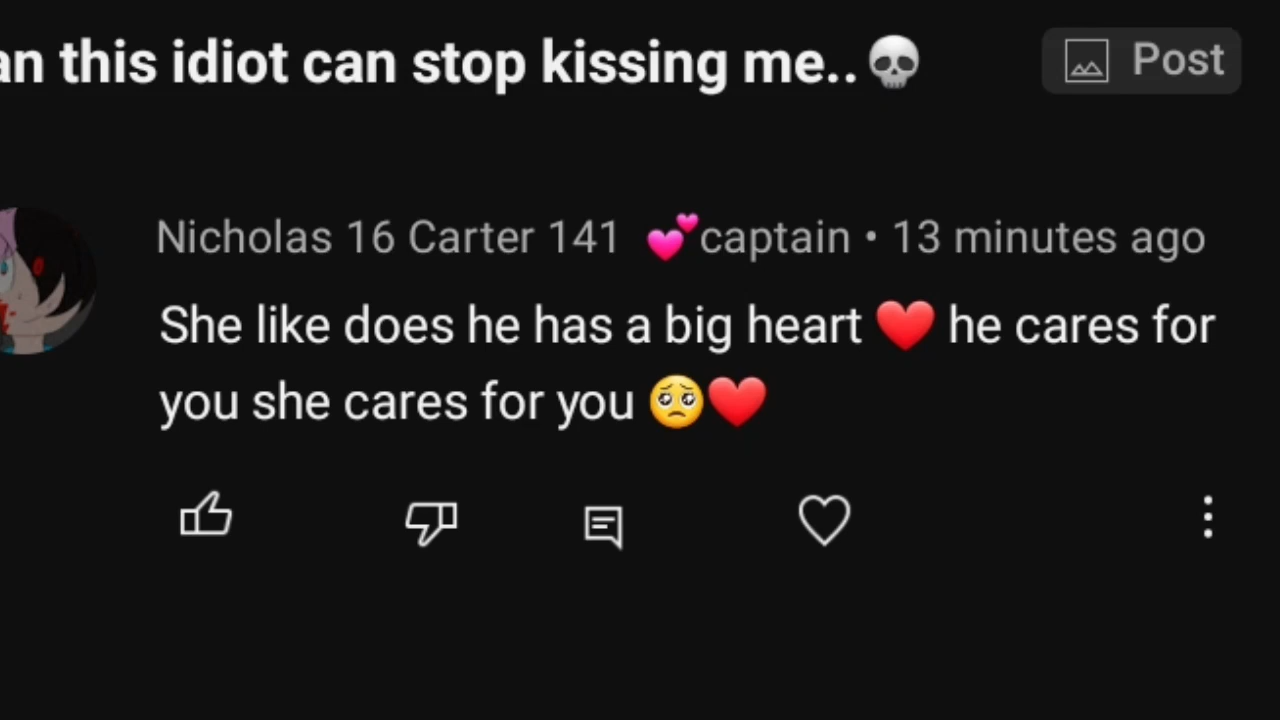 an this idiot can stop kissing me..💀
Post
Nicholas 16 Carter 141 💕captain • 13 minutes ago
She like does he has a big heart ❤️ he cares for
you she cares for you 🥺❤️